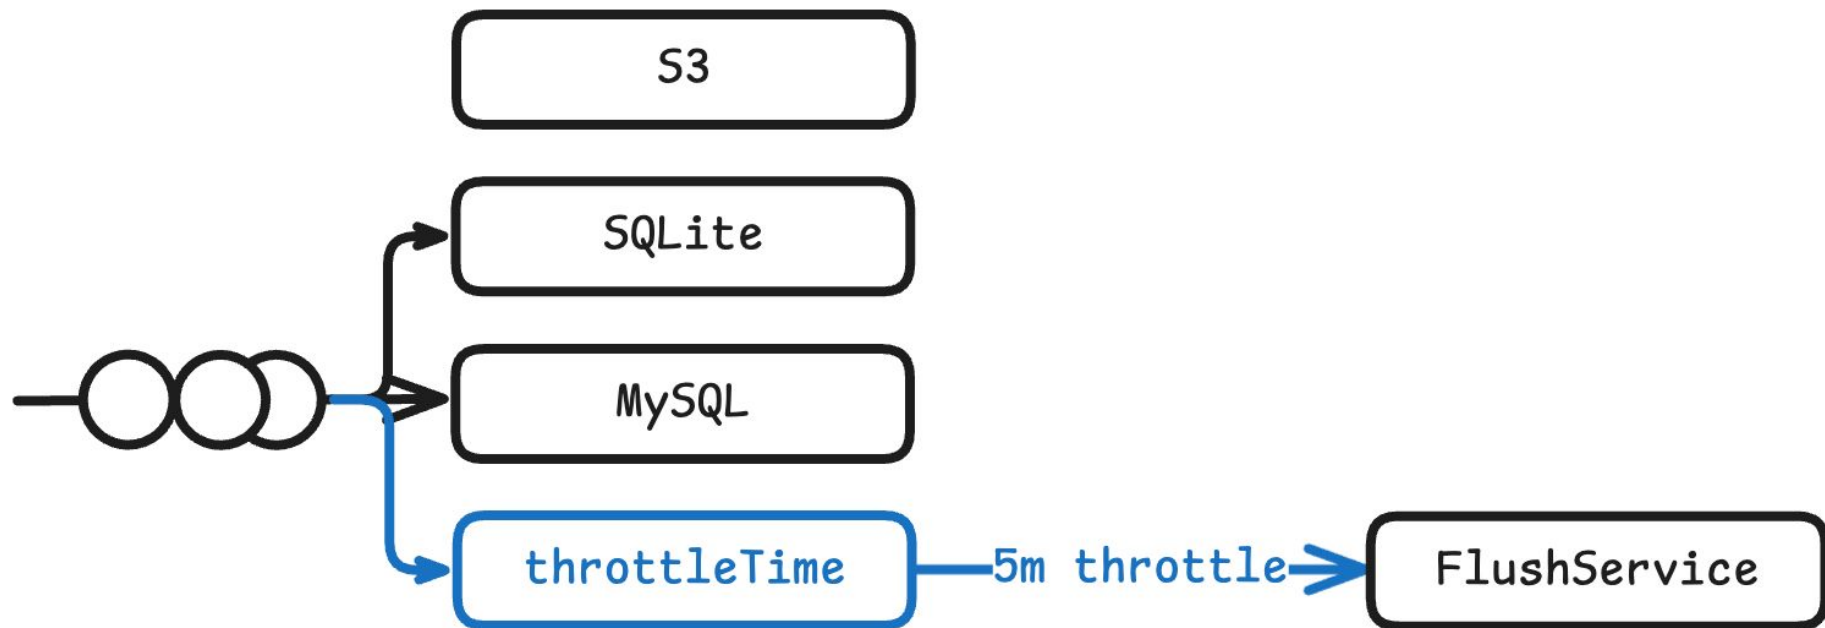 S3
SQLite
MySQL
throttleTime
5m throttle
FlushService